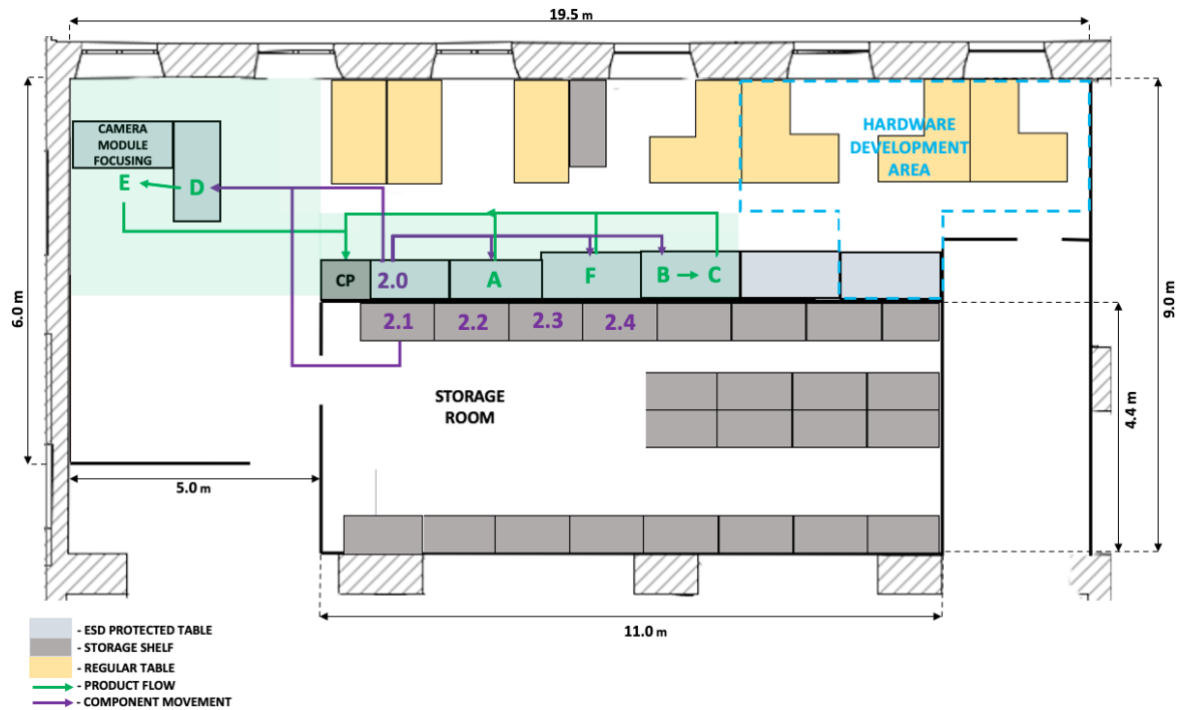 19.5 m
CAMERA
MODULE
FOCUSING
E
D
HARDWARE
DEVELOPMENT
AREA
CP
2.0
A
F
B
C
2.1
2.2
2.3
2.4
6.0 m
9.0 m
STORAGE
ROOM
4.4 m
5.0 m
11.0 m
- ESD PROTECTED TABLE
- STORAGE SHELF
- REGULAR TABLE
- PRODUCT FLOW
- COMPONENT MOVEMENT